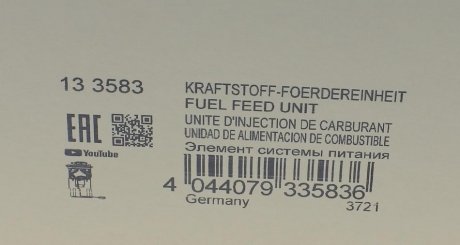 13 3583
KRAFTSTOFF-FOERDEREINHEIT
FUEL FEED UNIT
UNITE D'INJECTION DE CARBURANT
UNIDAD DE ALIMENTACION DE COMBUSTIBLE
Элемент системы питания
EAC
YouTube
4 044079 335836
Germany
3721